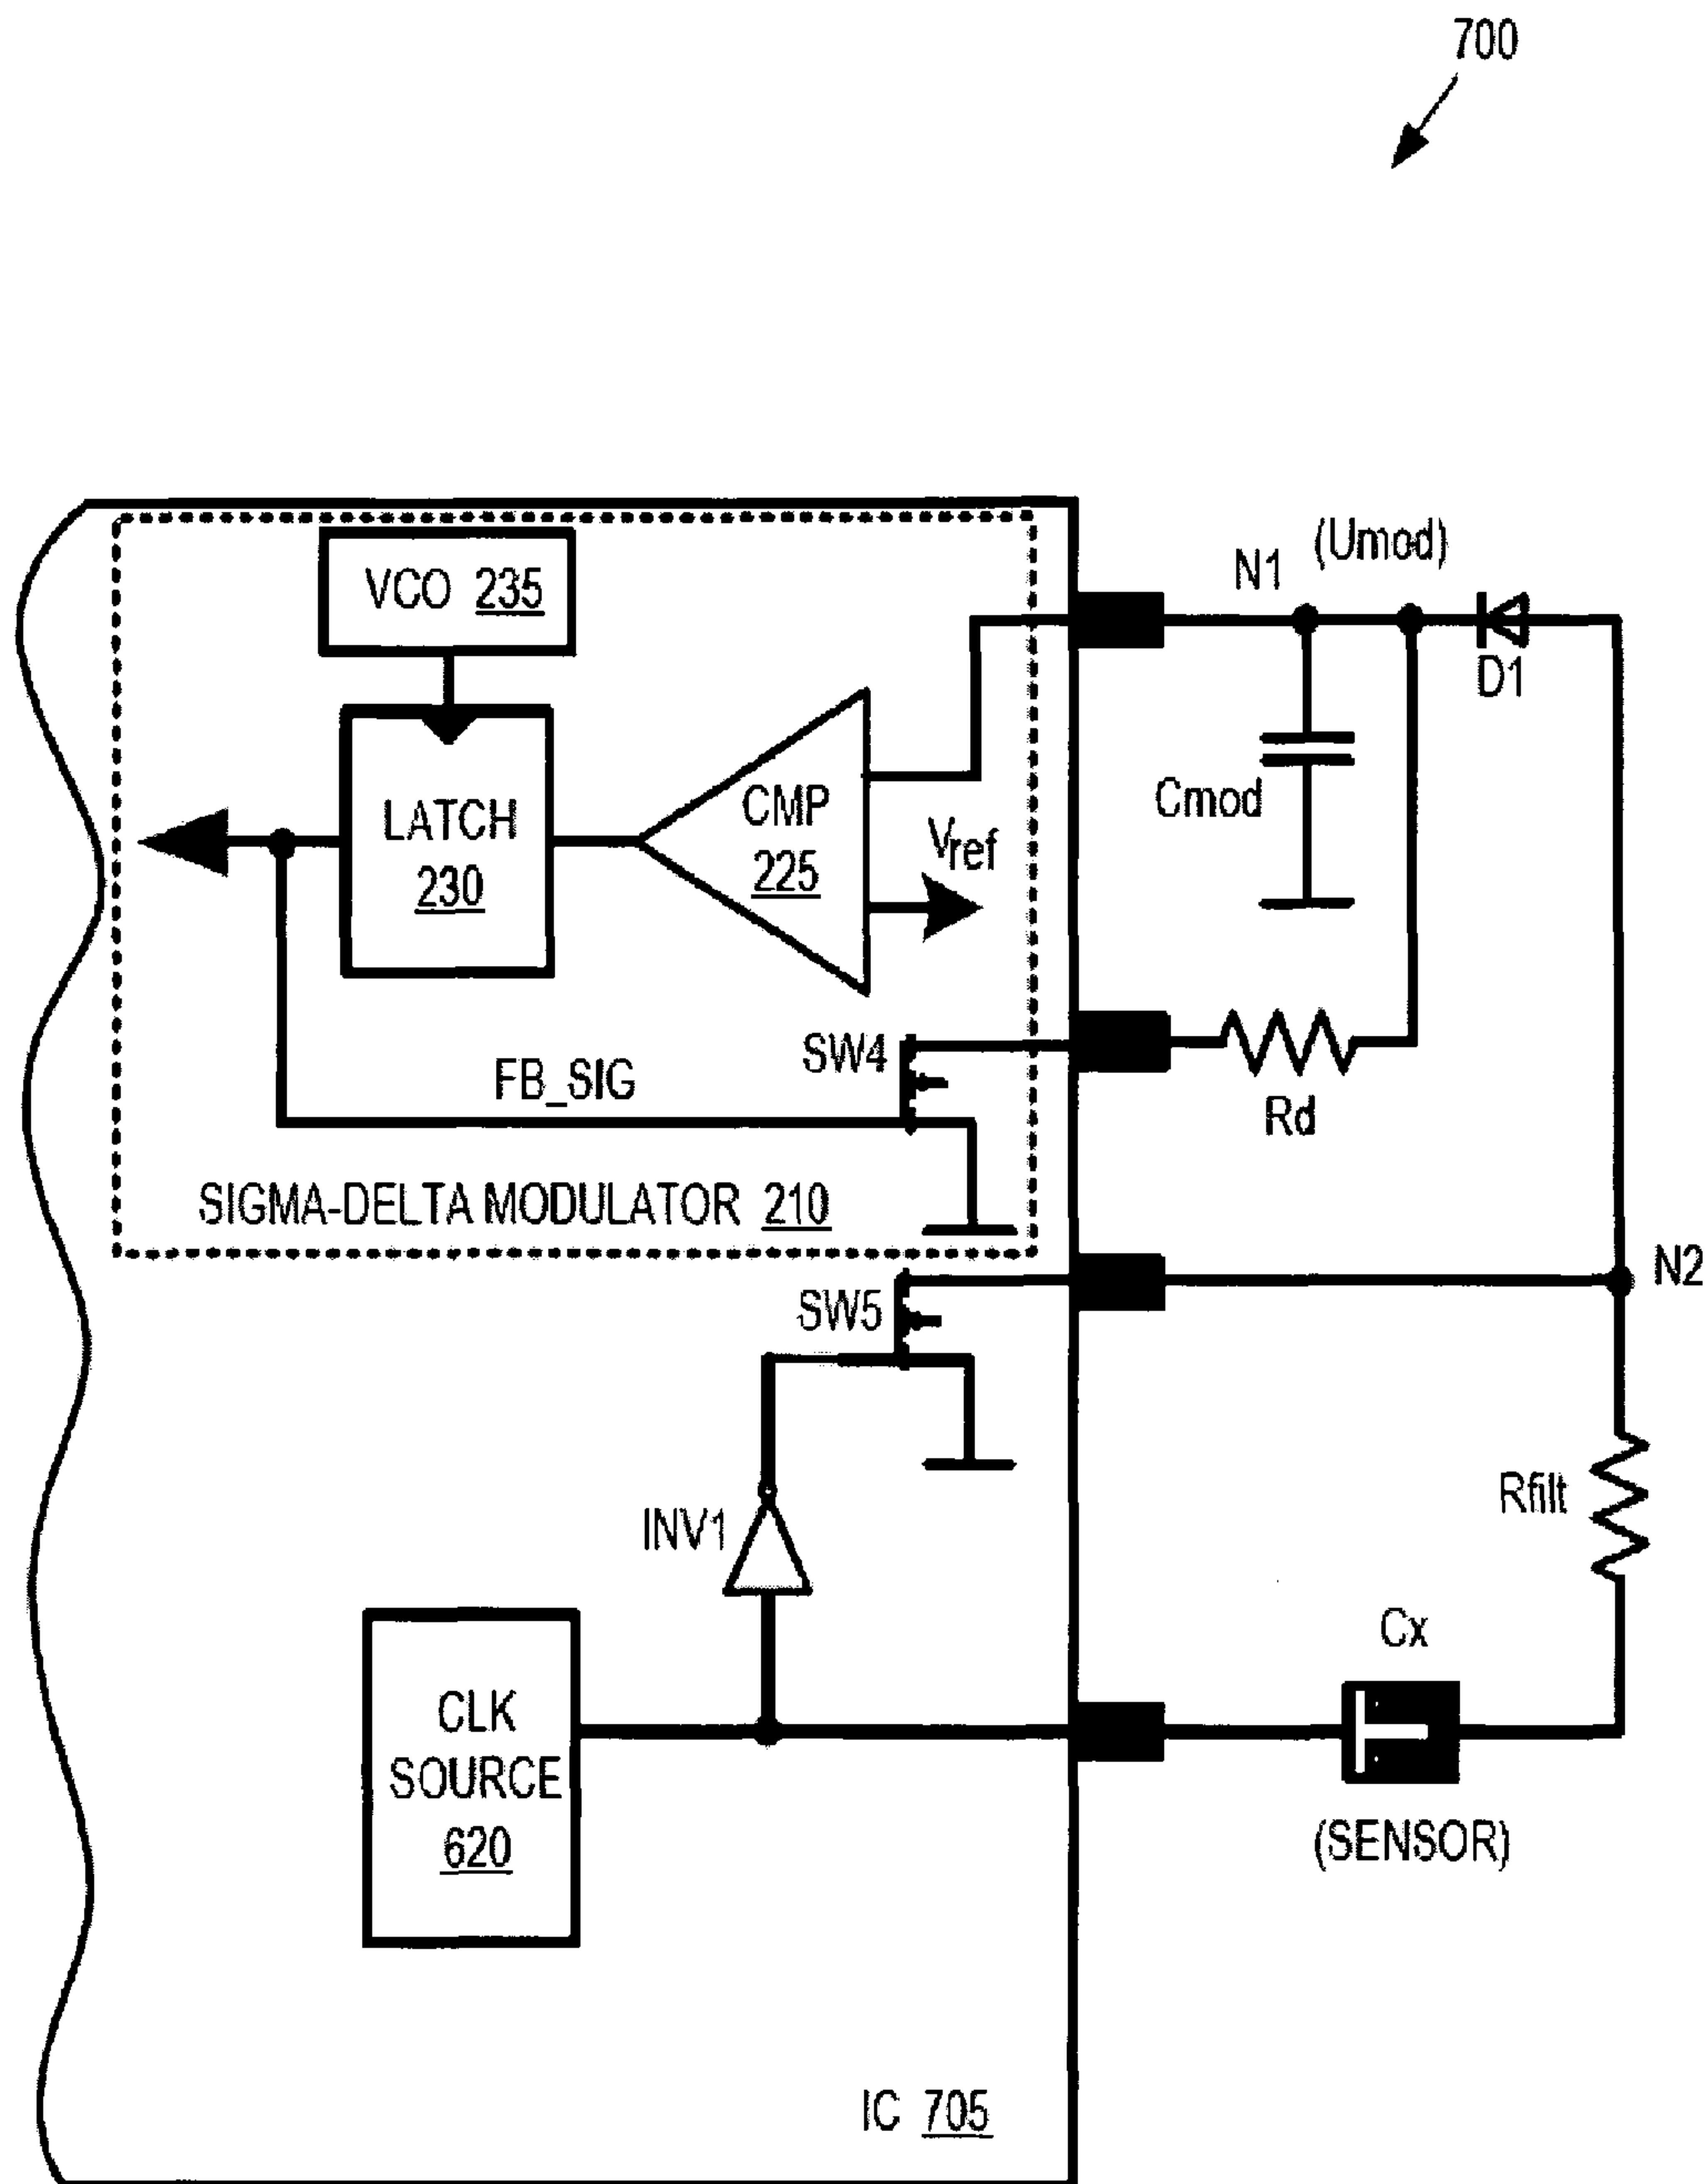 700
(Umod)
N1
VCO 235
D1
CMP
225
Cmod
LATCH
230
Vref
SW4
FB_SIG
Rd
SIGMA-DELTA MODULATOR 210
N2
SW5
Rfilt
INV1
Cx
CLK
SOURCE
620
(SENSOR)
IC 705